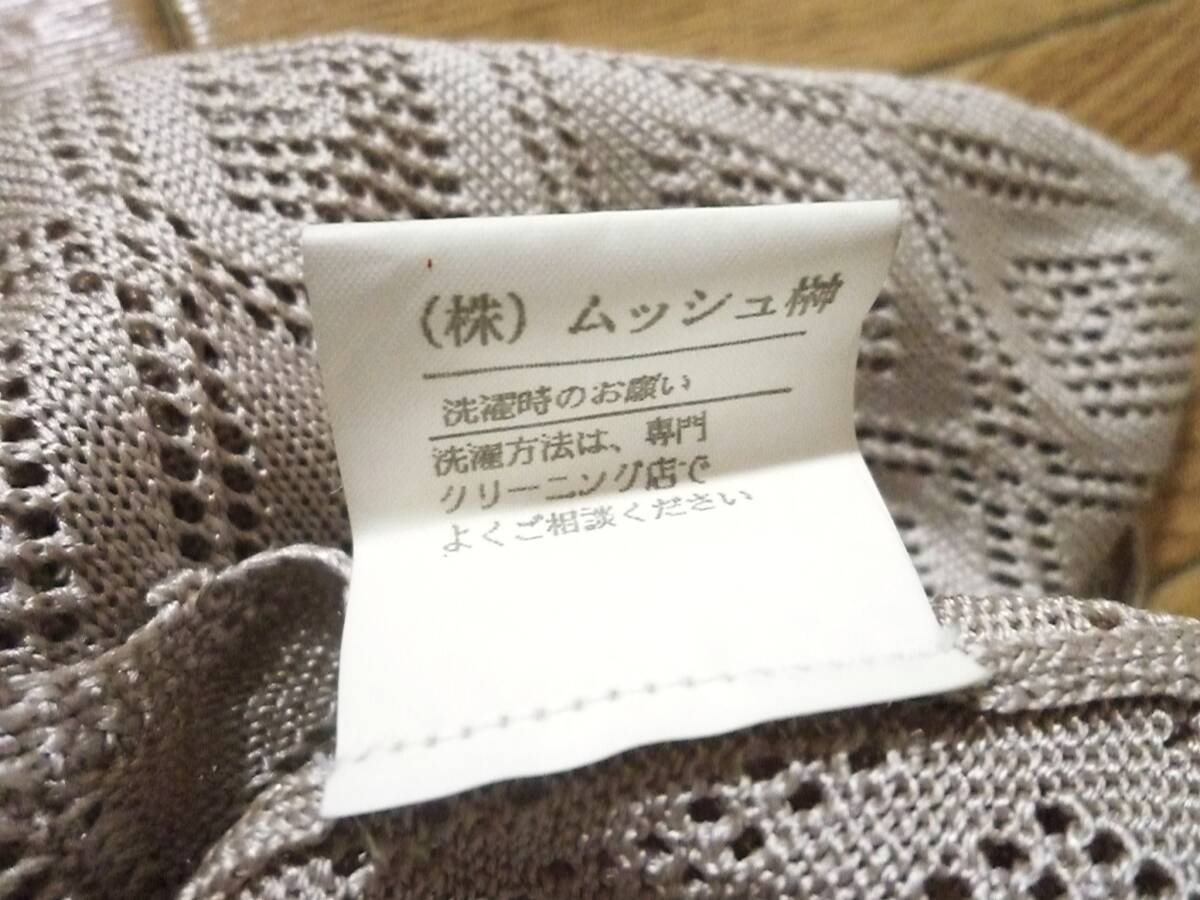 (株) ムッシュ榊
洗濯時のお願い
洗濯方法は、専門
クリーニング店で
よくご相談ください